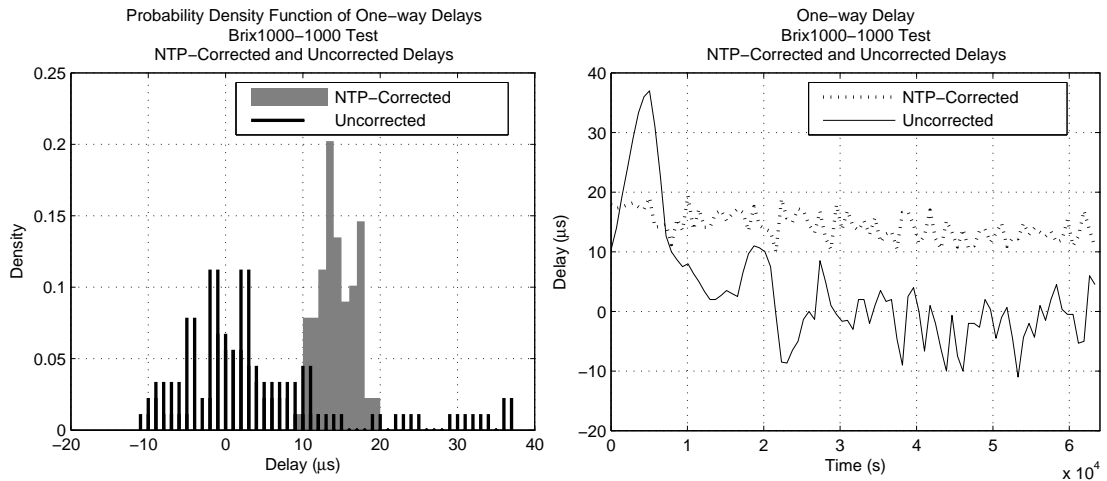 Probability Density Function of One-way Delays
Brix1000-1000 Test
NTP-Corrected and Uncorrected Delays
0.25
0.2
0.15
0.1
0.05
0
Density
-20
-10
0
10
20
30
40
Delay (μs)
NTP-Corrected
Uncorrected
One-way Delay
Brix1000-1000 Test
NTP-Corrected and Uncorrected Delays
40
30
20
10
0
-10
-20
Delay (μs)
0
1
2
3
4
5
6
x 10⁴
Time (s)
NTP-Corrected
Uncorrected